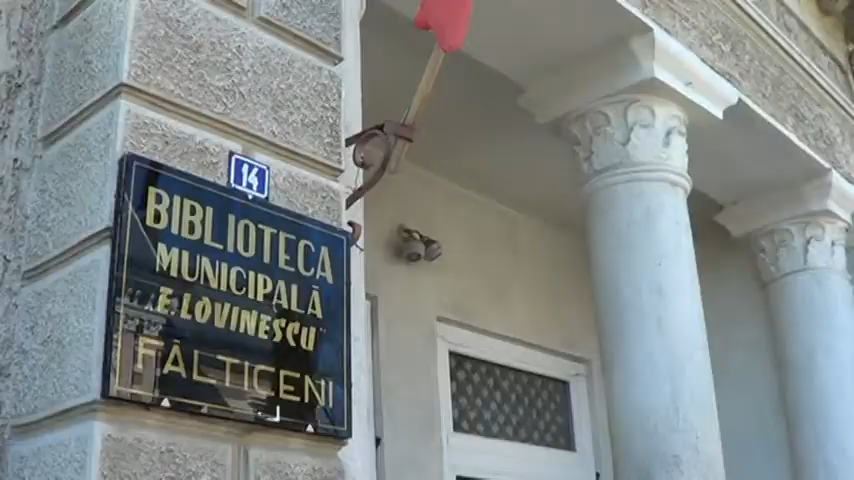 14
BIBLIOTECA
MUNICIPALĂ
"E. LOVINESCU"
FĂLTICENI